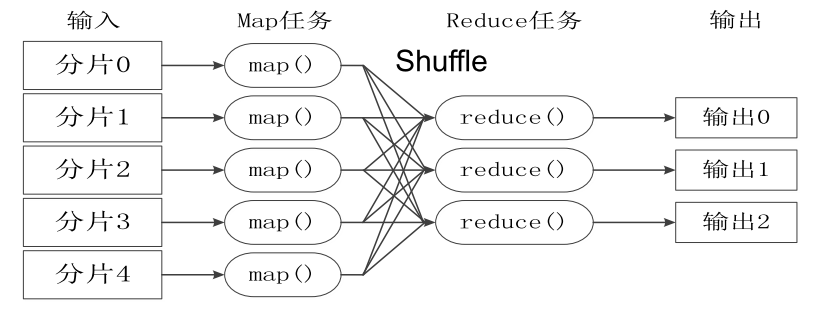 输入 Map任务 Reduce任务 输出
分片0 map() Shuffle
分片1 map() reduce() 输出0
分片2 map() reduce() 输出1
分片3 map() reduce() 输出2
分片4 map()